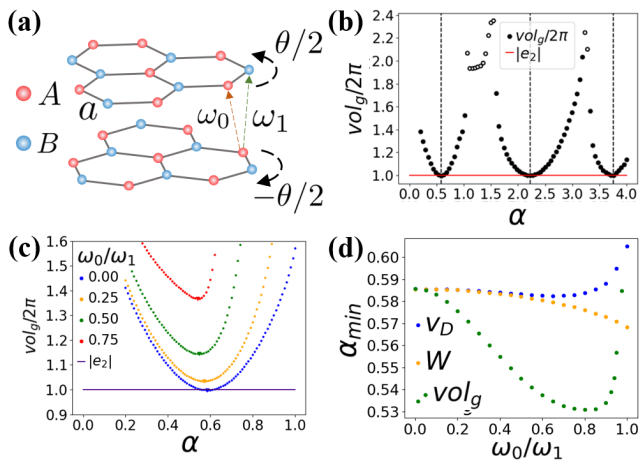 (a)
θ/2
A
a
B
ω₀
ω₁
−θ/2
(b)
vol_g/2π
2.4
2.2
2.0
1.8
1.6
1.4
1.2
1.0
vol_g/2π
|e₂|
0.0 0.5 1.0 1.5 2.0 2.5 3.0 3.5 4.0
α
(c)
vol_g/2π
1.6
1.5
1.4
1.3
1.2
1.1
1.0
0.9
ω₀/ω₁
0.00
0.25
0.50
0.75
|e₂|
0.0 0.2 0.4 0.6 0.8 1.0
α
(d)
α_min
0.60
0.59
0.58
0.57
0.56
0.55
0.54
0.53
v_D
W
vol_g
0.0 0.2 0.4 0.6 0.8 1.0
ω₀/ω₁